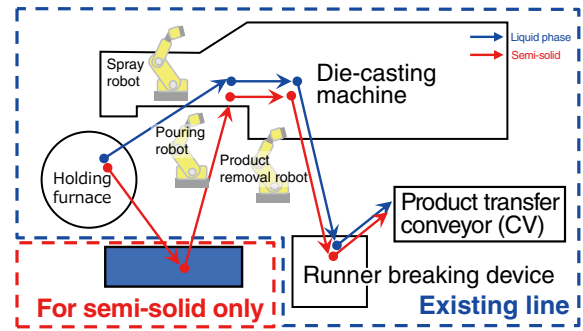 Liquid phase
Semi-solid
Spray
robot
Die-casting
machine
Pouring
robot
Product
removal robot
Holding
furnace
Product transfer
conveyor (CV)
Runner breaking device
For semi-solid only
Existing line